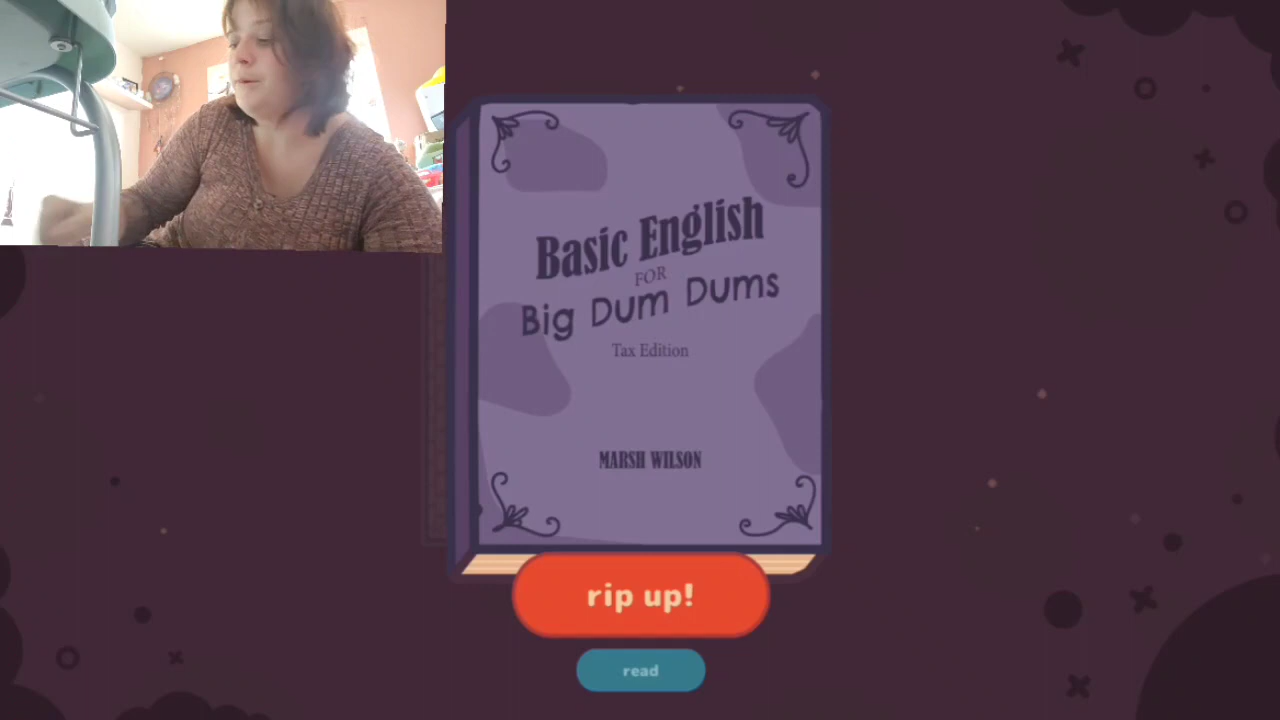 Basic English
FOR
Big Dum Dums
Tax Edition
MARSH WILSON
rip up!
read